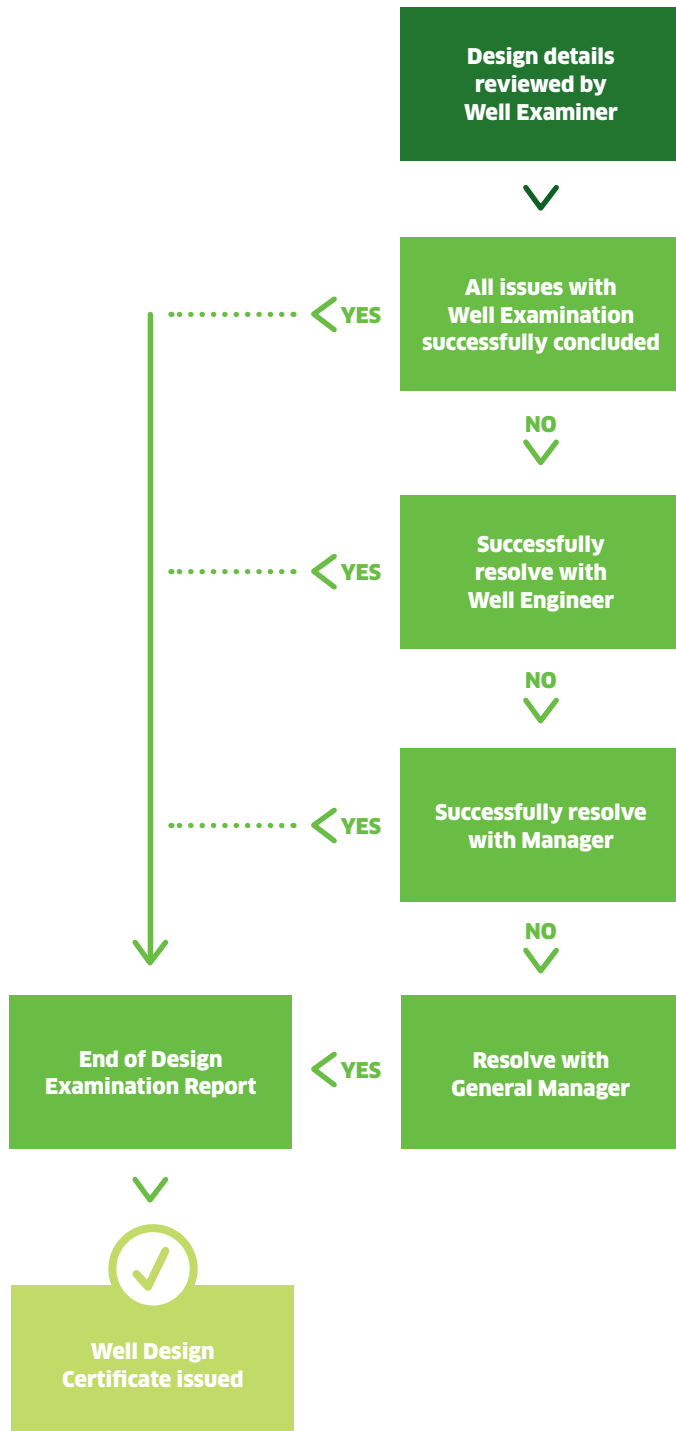 Design details
reviewed by
Well Examiner
All issues with
Well Examination
successfully concluded
YES
NO
Successfully
resolve with
Well Engineer
YES
NO
Successfully resolve
with Manager
YES
NO
Resolve with
General Manager
YES
End of Design
Examination Report
Well Design
Certificate issued